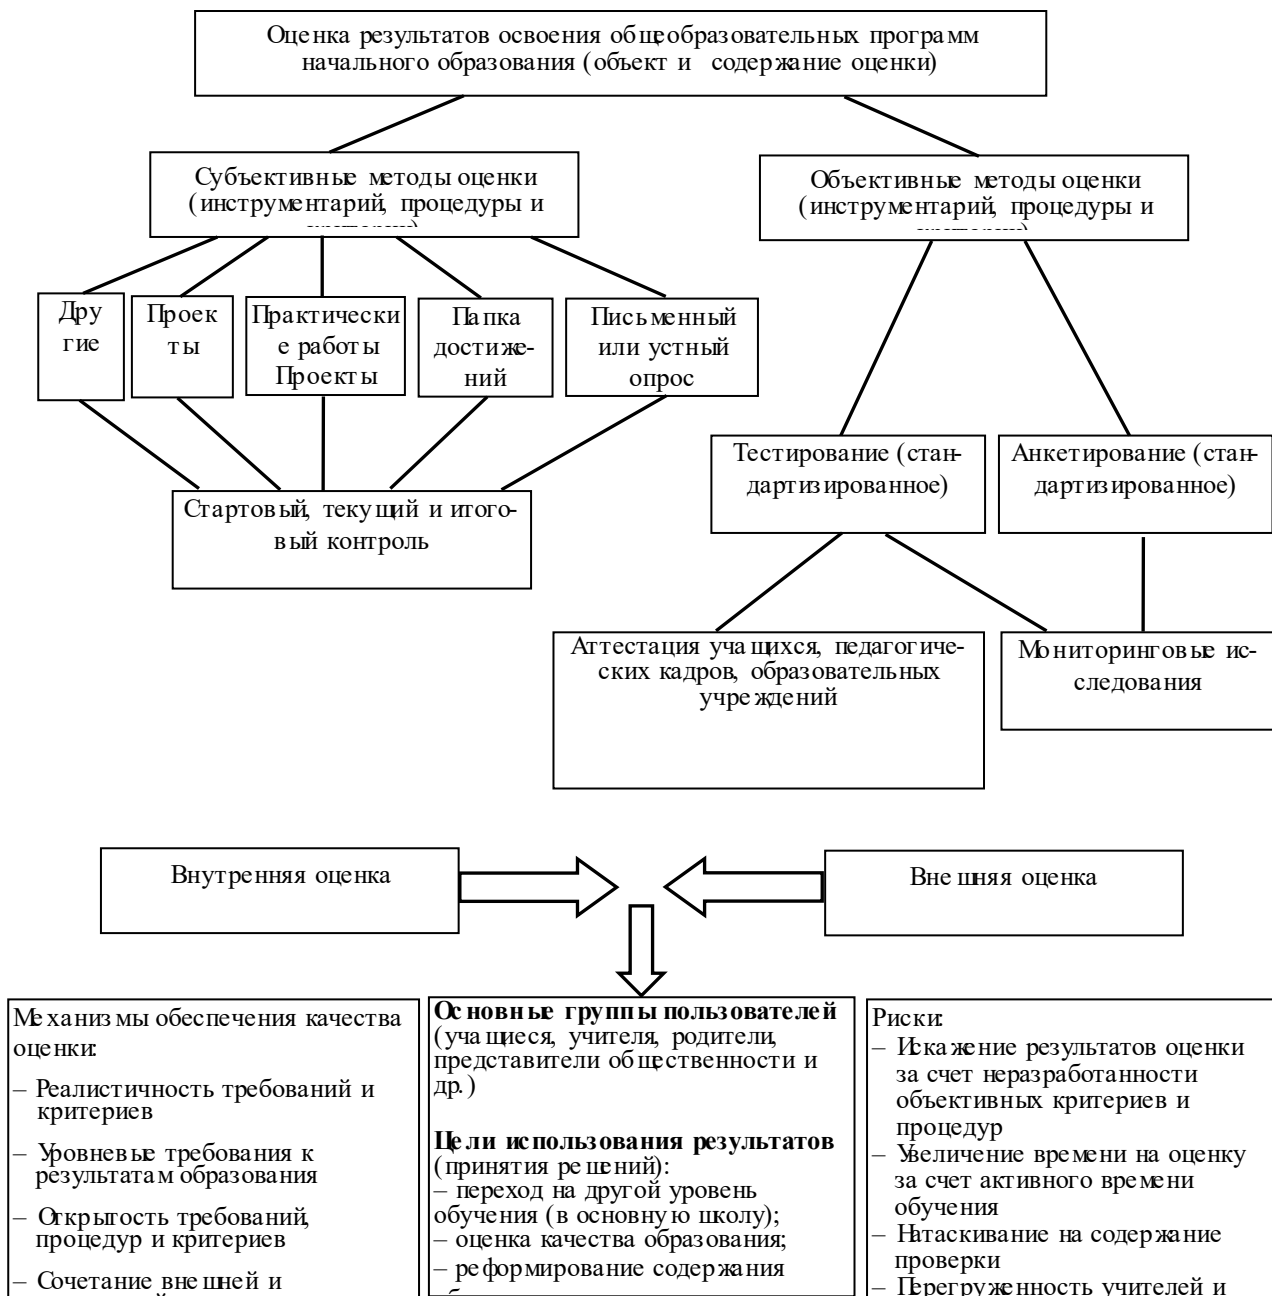 Оценка результатов освоения общеобразовательных программ
начального образования (объект и содержание оценки)
Субъективные методы оценки
(инструментарий, процедуры и
Объективные методы оценки
(инструментарий, процедуры и
Дру
гие
Проек
ты
Практически
е работы
Проекты
Папка
достиже-
ний
Письменный
или устный
опрос
Тестирование (стан-
дартизированное)
Анкетирование (стан-
дартизированное)
Стартовый, текущий и итого-
вый контроль
Аттестация учащихся, педагогиче-
ских кадров, образовательных
учреждений
Мониторинговые ис-
следования
Внутренняя оценка
Внешняя оценка
Механизмы обеспечения качества
оценки:
– Реалистичность требований и
критериев
– Уровневые требования к
результатам образования
– Открытость требований,
процедур и критериев
– Сочетание внешней и
Основные группы пользователей
(учащиеся, учителя, родители,
представители общественности и
др.)
Цели использования результатов
(принятия решений):
– переход на другой уровень
обучения (в основную школу);
– оценка качества образования;
– реформирование содержания
Риски:
– Искажение результатов оценки
за счет неразработанности
объективных критериев и
процедур
– Увеличение времени на оценку
за счет активного времени
обучения
– Натаскивание на содержание
проверки
– Перегруженность учителей и